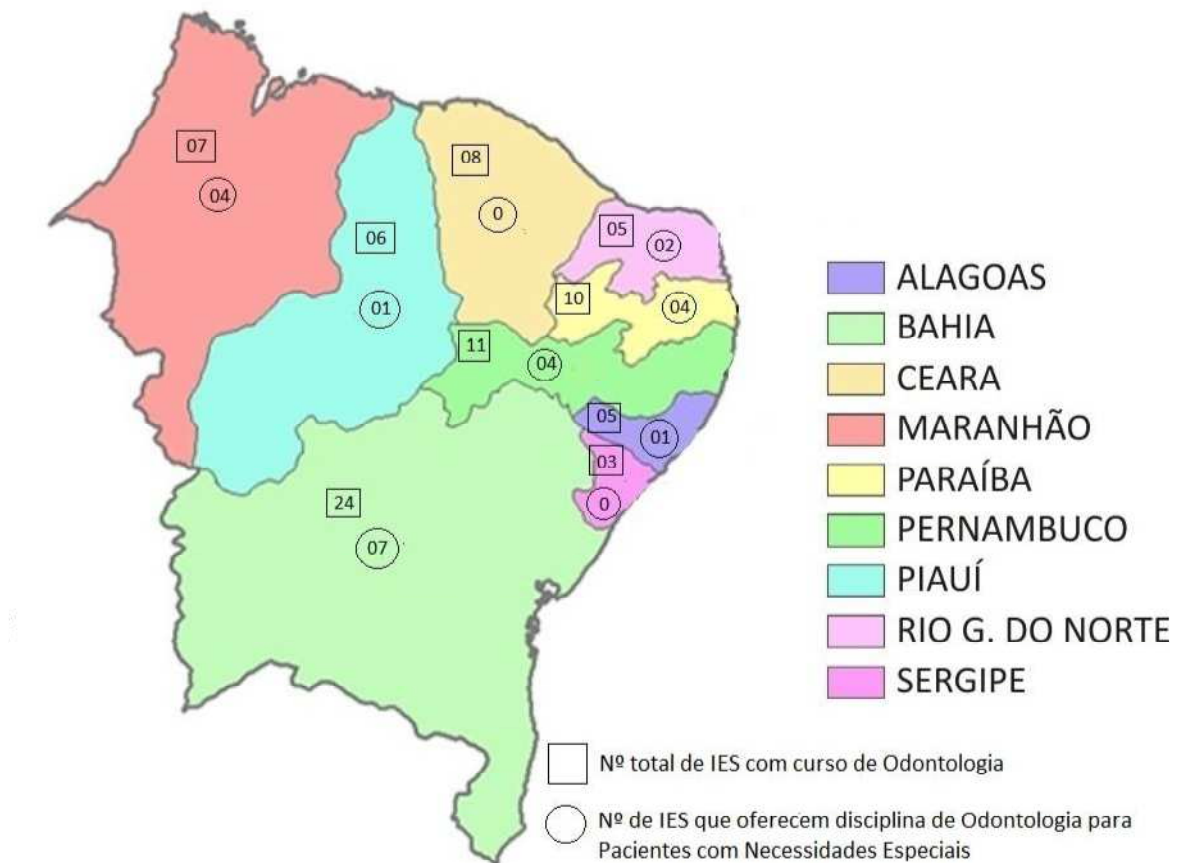 07
04
08
0
06
01
05
02
10
04
11
04
05
01
03
0
24
07
ALAGOAS
BAHIA
CEARA
MARANHÃO
PARAÍBA
PERNAMBUCO
PIAUÍ
RIO G. DO NORTE
SERGIPE
Nº total de IES com curso de Odontologia
Nº de IES que oferecem disciplina de Odontologia para
Pacientes com Necessidades Especiais